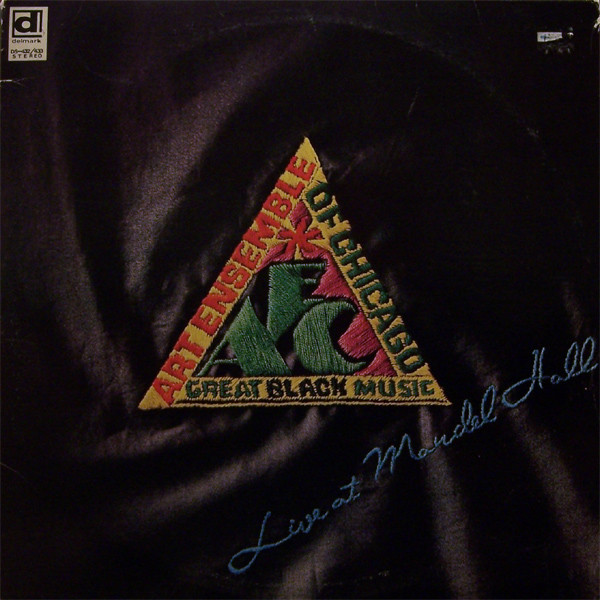 d
delmark
DS-432/433
STEREO
ART ENSEMBLE
OF CHICAGO
AEC
GREAT BLACK MUSIC
Live at Mandel Hall